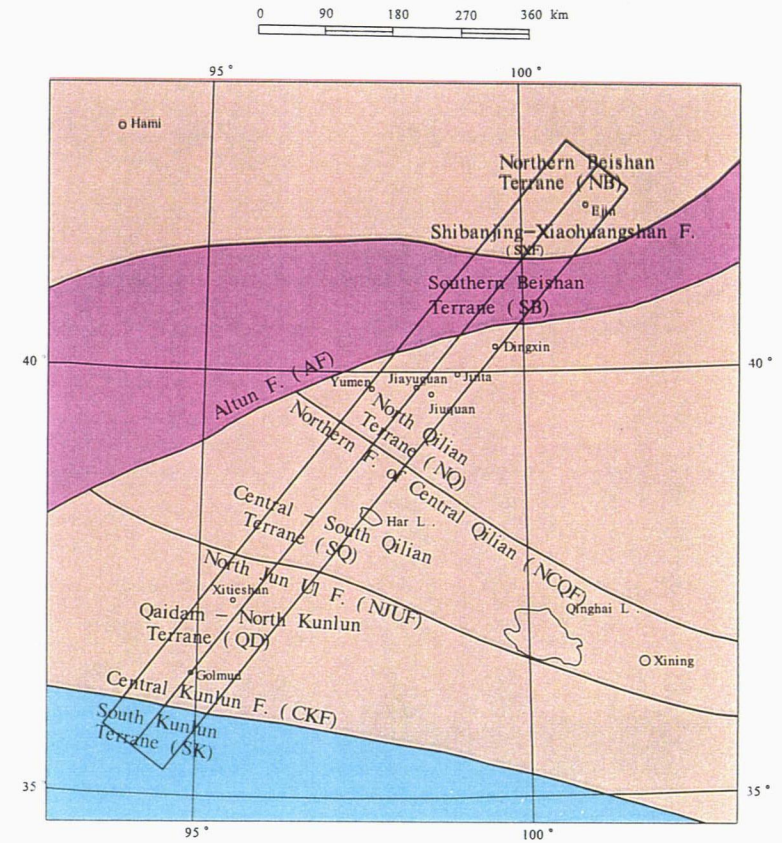 0 90 180 270 360 km
95° 100°
Hami
Northern Beishan
Terrane (NB)
Ejin
Shibanjing-Xiaohuangshan F.
(SXF)
Southern Beishan
Terrane (SB)
Dingxin
40 40°
Altun F. (AF)
Yumen Jiayuguan Jinta
Jiuquan
North Qilian
Terrane (NQ)
Northern F. of Central Qilian (NCQF)
Central - South Qilian
Terrane (SQ)
Har L.
North Jun Ul F. (NJUF)
Xitieshan
Qinghai L.
Qaidam - North Kunlun
Terrane (QD)
Xining
Golmud
Central Kunlun F. (CKF)
South Kunlun
Terrane (SK)
35 35°
95° 100°